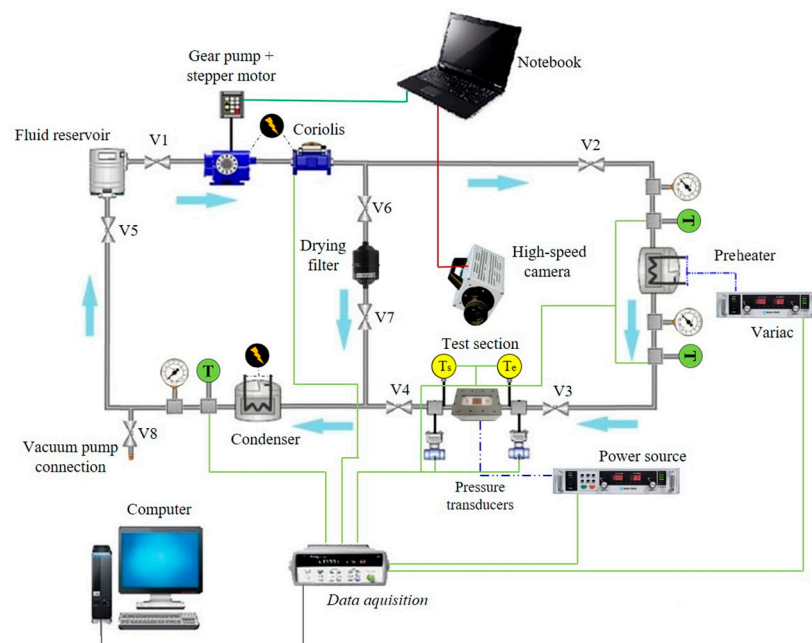 Gear pump +
stepper motor
Notebook
Fluid reservoir
V1
Coriolis
V2
V5
V6
T
Drying
filter
High-speed
camera
Preheater
V7
Variac
T
Test section
Ts
Te
T
V4
V3
V8
Condenser
Vacuum pump
connection
Pressure
transducers
Power source
Computer
Data aquisition